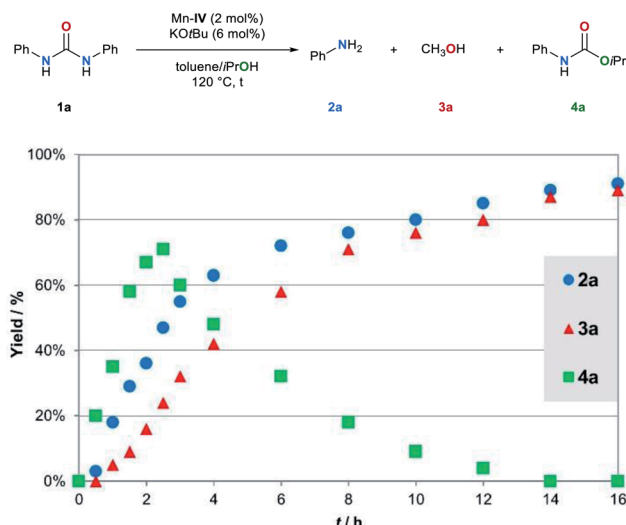 O
Ph N H N H Ph
1a
Mn-IV (2 mol%)
KOtBu (6 mol%)
toluene/iPrOH
120 °C, t
Ph NH2
2a
+
CH3OH
3a
+
O
Ph N H OiPr
4a
100%
80%
60%
40%
20%
0%
Yield / %
0 2 4 6 8 10 12 14 16
t / h
2a
3a
4a